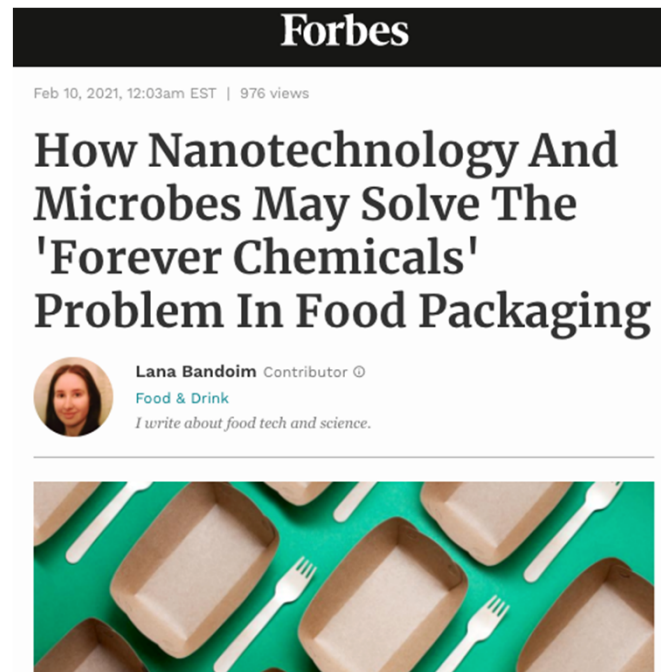 Forbes
Feb 10, 2021, 12:03am EST | 976 views
How Nanotechnology And
Microbes May Solve The
'Forever Chemicals'
Problem In Food Packaging
Lana Bandoim Contributor
Food & Drink
I write about food tech and science.